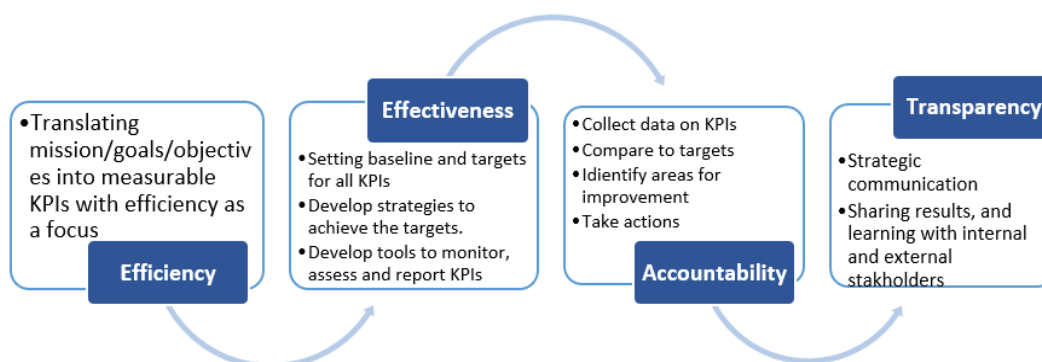 •Translating
mission/goals/objectiv
es into measurable
KPIs with efficiency as
a focus
Efficiency
Effectiveness
•Setting baseline and targets
for all KPIs
•Develop strategies to
achieve the targets.
•Develop tools to monitor,
assess and report KPIs
•Collect data on KPIs
•Compare to targets
•Idientify areas for
improvement
•Take actions
Accountability
Transparency
•Strategic
communication
•Sharing results, and
learning with internal
and external
stakholders